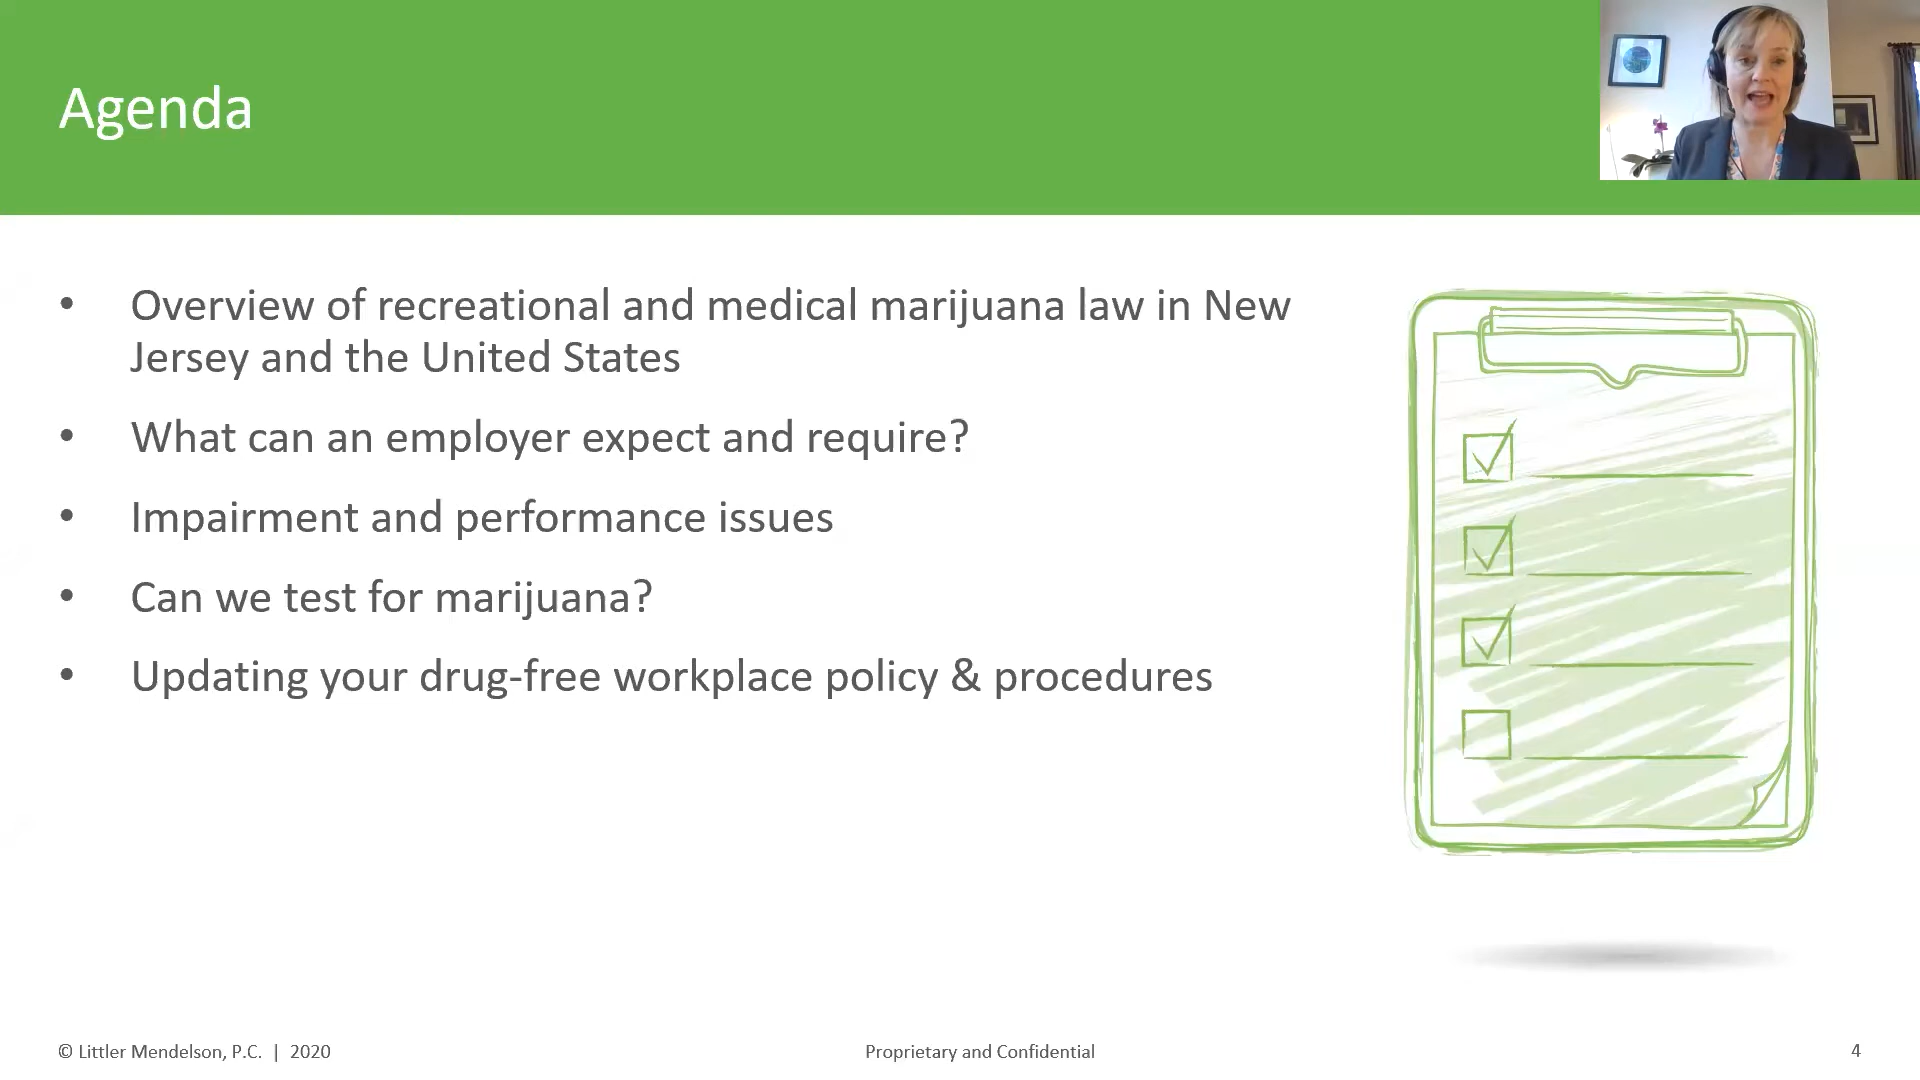 Agenda
• Overview of recreational and medical marijuana law in New
Jersey and the United States
• What can an employer expect and require?
• Impairment and performance issues
• Can we test for marijuana?
• Updating your drug-free workplace policy & procedures
© Littler Mendelson, P.C. | 2020
Proprietary and Confidential
4